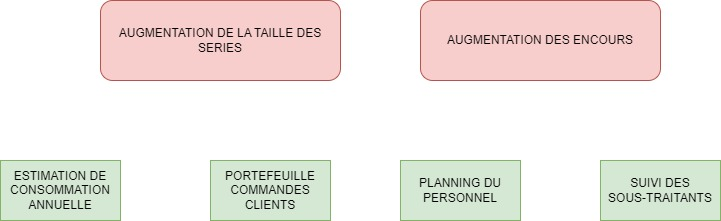 AUGMENTATION DE LA TAILLE DES
SERIES
AUGMENTATION DES ENCOURS
ESTIMATION DE
CONSOMMATION
ANNUELLE
PORTEFEUILLE
COMMANDES
CLIENTS
PLANNING DU
PERSONNEL
SUIVI DES
SOUS-TRAITANTS